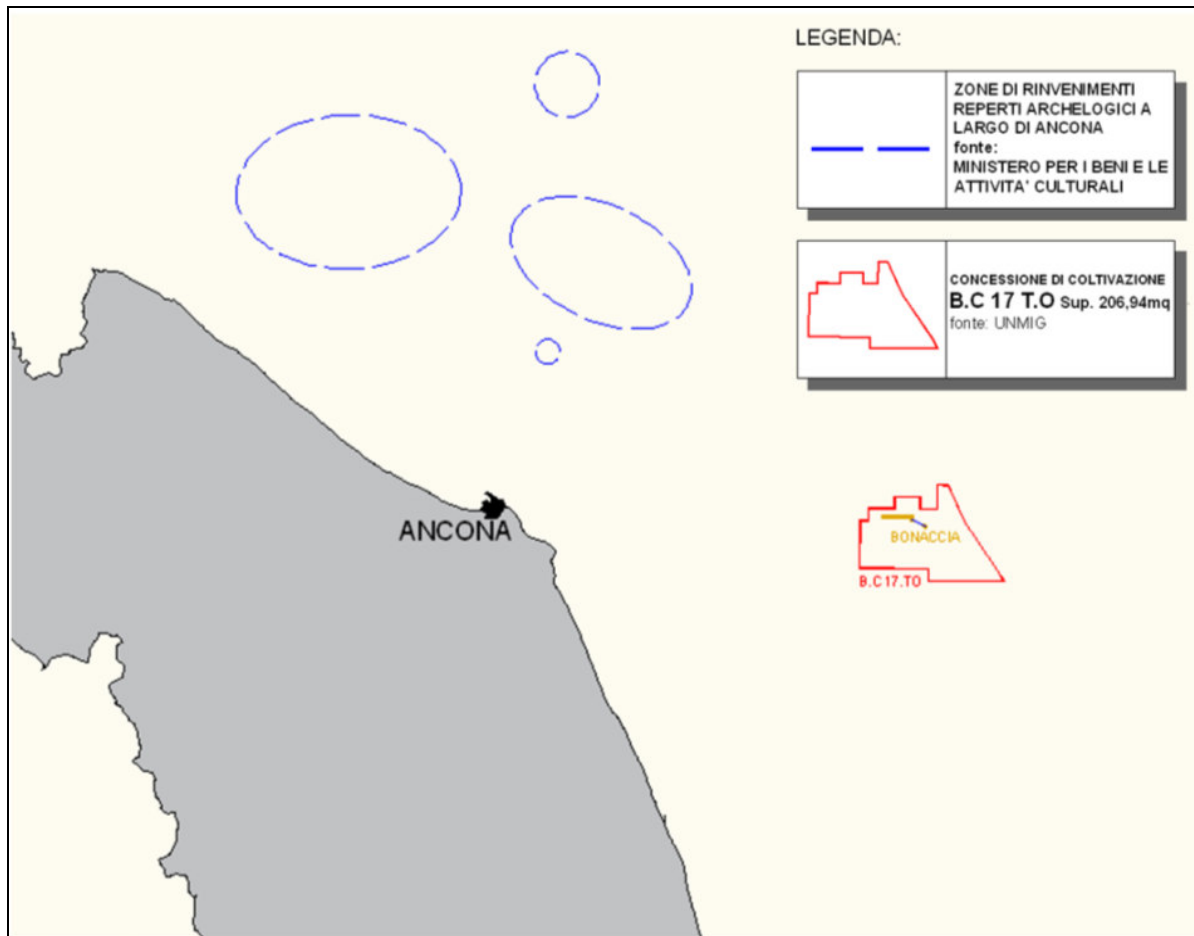 LEGENDA:
ZONE DI RINVENIMENTI
REPERTI ARCHELOGICI A
LARGO DI ANCONA
fonte:
MINISTERO PER I BENI E LE
ATTIVITA' CULTURALI
CONCESSIONE DI COLTIVAZIONE
B.C 17 T.O Sup. 206,94mq
fonte: UNMIG
ANCONA
BONACCIA
B.C17.TO